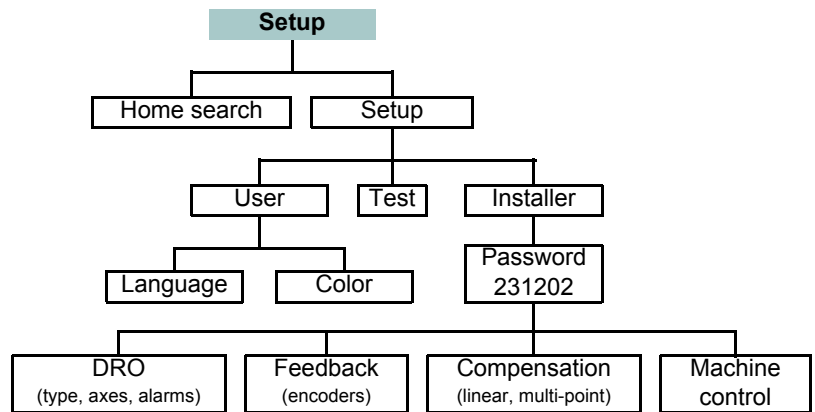 Setup
Home search
Setup
User
Test
Installer
Language
Color
Password
231202
DRO
(type, axes, alarms)
Feedback
(encoders)
Compensation
(linear, multi-point)
Machine
control